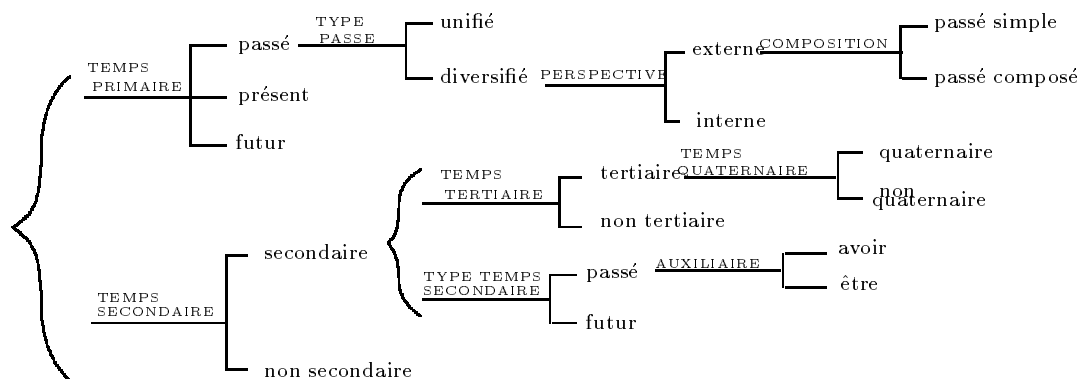 TYPE
PASSE
unifié
passé simple
passé
externe
COMPOSITION
TEMPS
PRIMAIRE
diversifié
PERSPECTIVE
passé composé
présent
interne
futur
TEMPS
QUATERNAIRE
quaternaire
TEMPS
TERTIAIRE
tertiaire
non
quaternaire
non tertiaire
secondaire
avoir
TYPE TEMPS
SECONDAIRE
passé
AUXILIAIRE
être
TEMPS
SECONDAIRE
futur
non secondaire